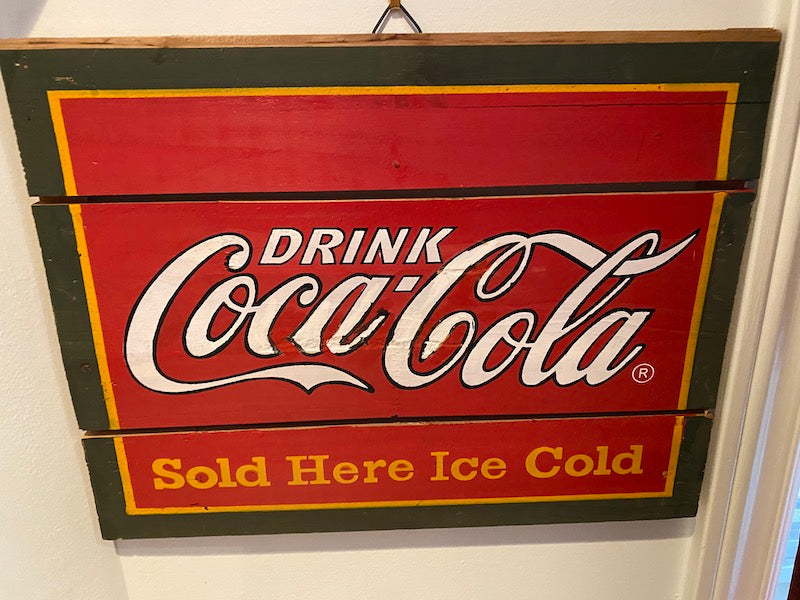 DRINK
Coca-Cola ®
Sold Here Ice Cold